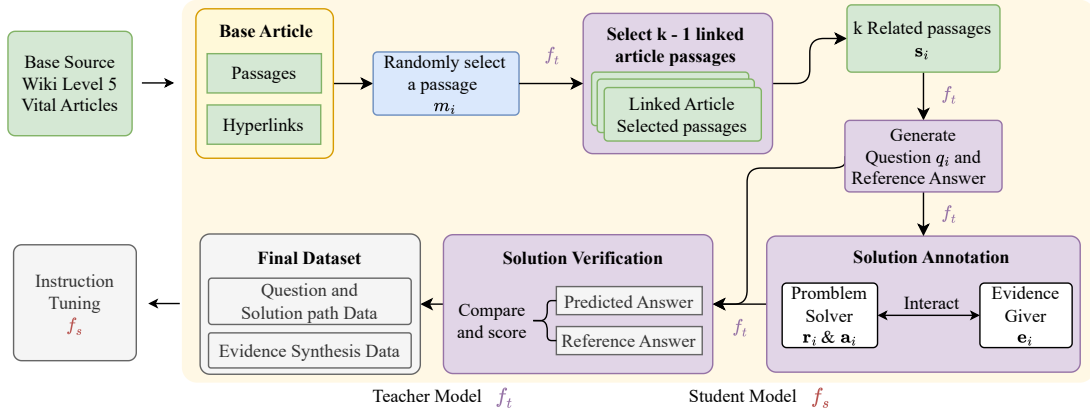 Base Source
Wiki Level 5
Vital Articles
Base Article
Passages
Hyperlinks
Randomly select
a passage
m_i
f_t
Select k - 1 linked
article passages
Linked Article
Selected passages
k Related passages
s_i
f_t
Generate
Question q_i and
Reference Answer
f_t
Solution Annotation
Promblem
Solver
r_i & a_i
Interact
Evidence
Giver
e_i
f_t
Solution Verification
Compare
and score
Predicted Answer
Reference Answer
Final Dataset
Question and
Solution path Data
Evidence Synthesis Data
Instruction
Tuning
f_s
Teacher Model f_t
Student Model f_s